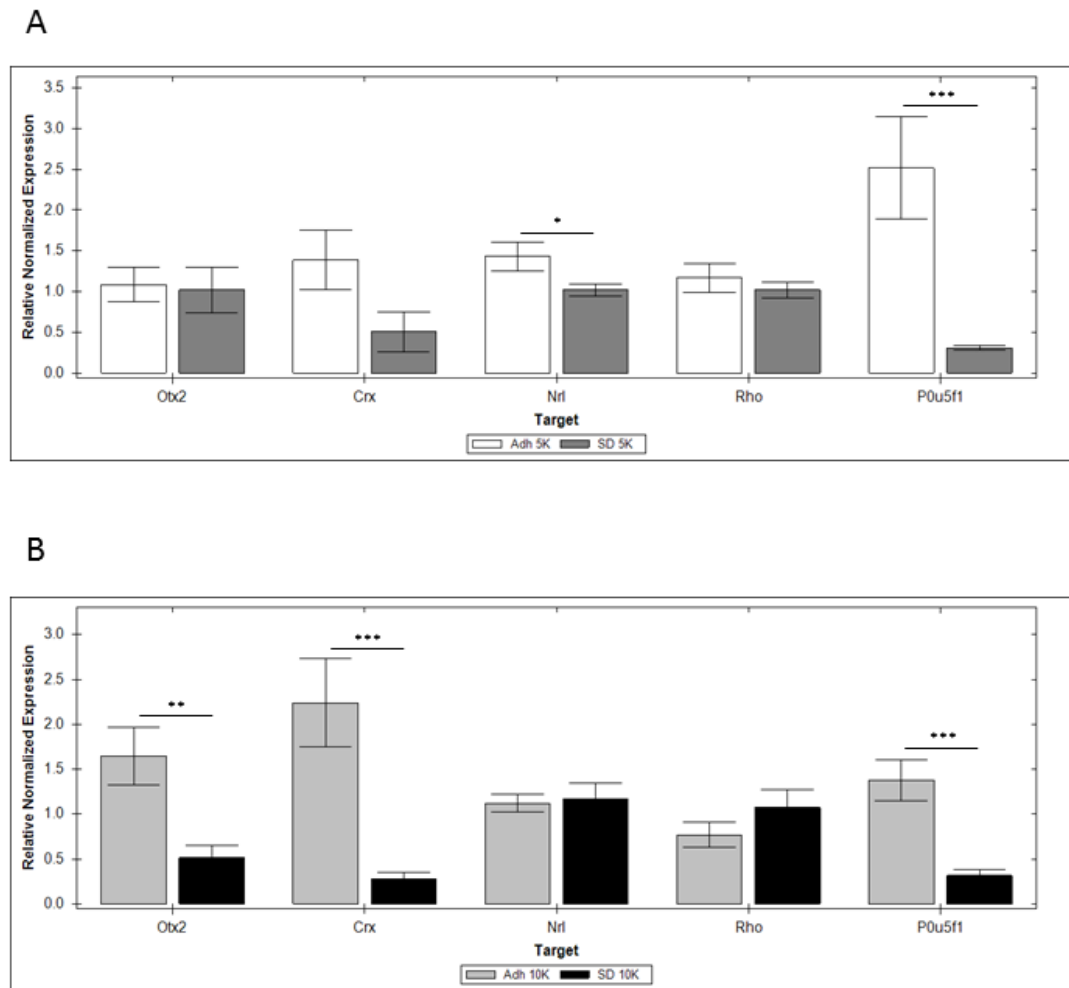 A
3.5
3.0
2.5
2.0
1.5
1.0
0.5
0.0
Relative Normalized Expression
***
*
Otx2
Crx
Nrl
Rho
P0u5f1
Target
Adh 5K
SD 5K
B
3.0
2.5
2.0
1.5
1.0
0.5
0.0
Relative Normalized Expression
**
***
***
Otx2
Crx
Nrl
Rho
P0u5f1
Target
Adh 10K
SD 10K